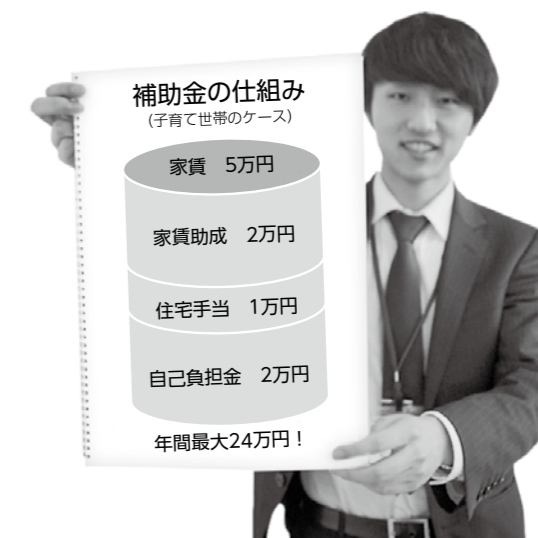 補助金の仕組み
(子育て世帯のケース)
家賃　5万円
家賃助成　2万円
住宅手当　1万円
自己負担金　2万円
年間最大24万円！